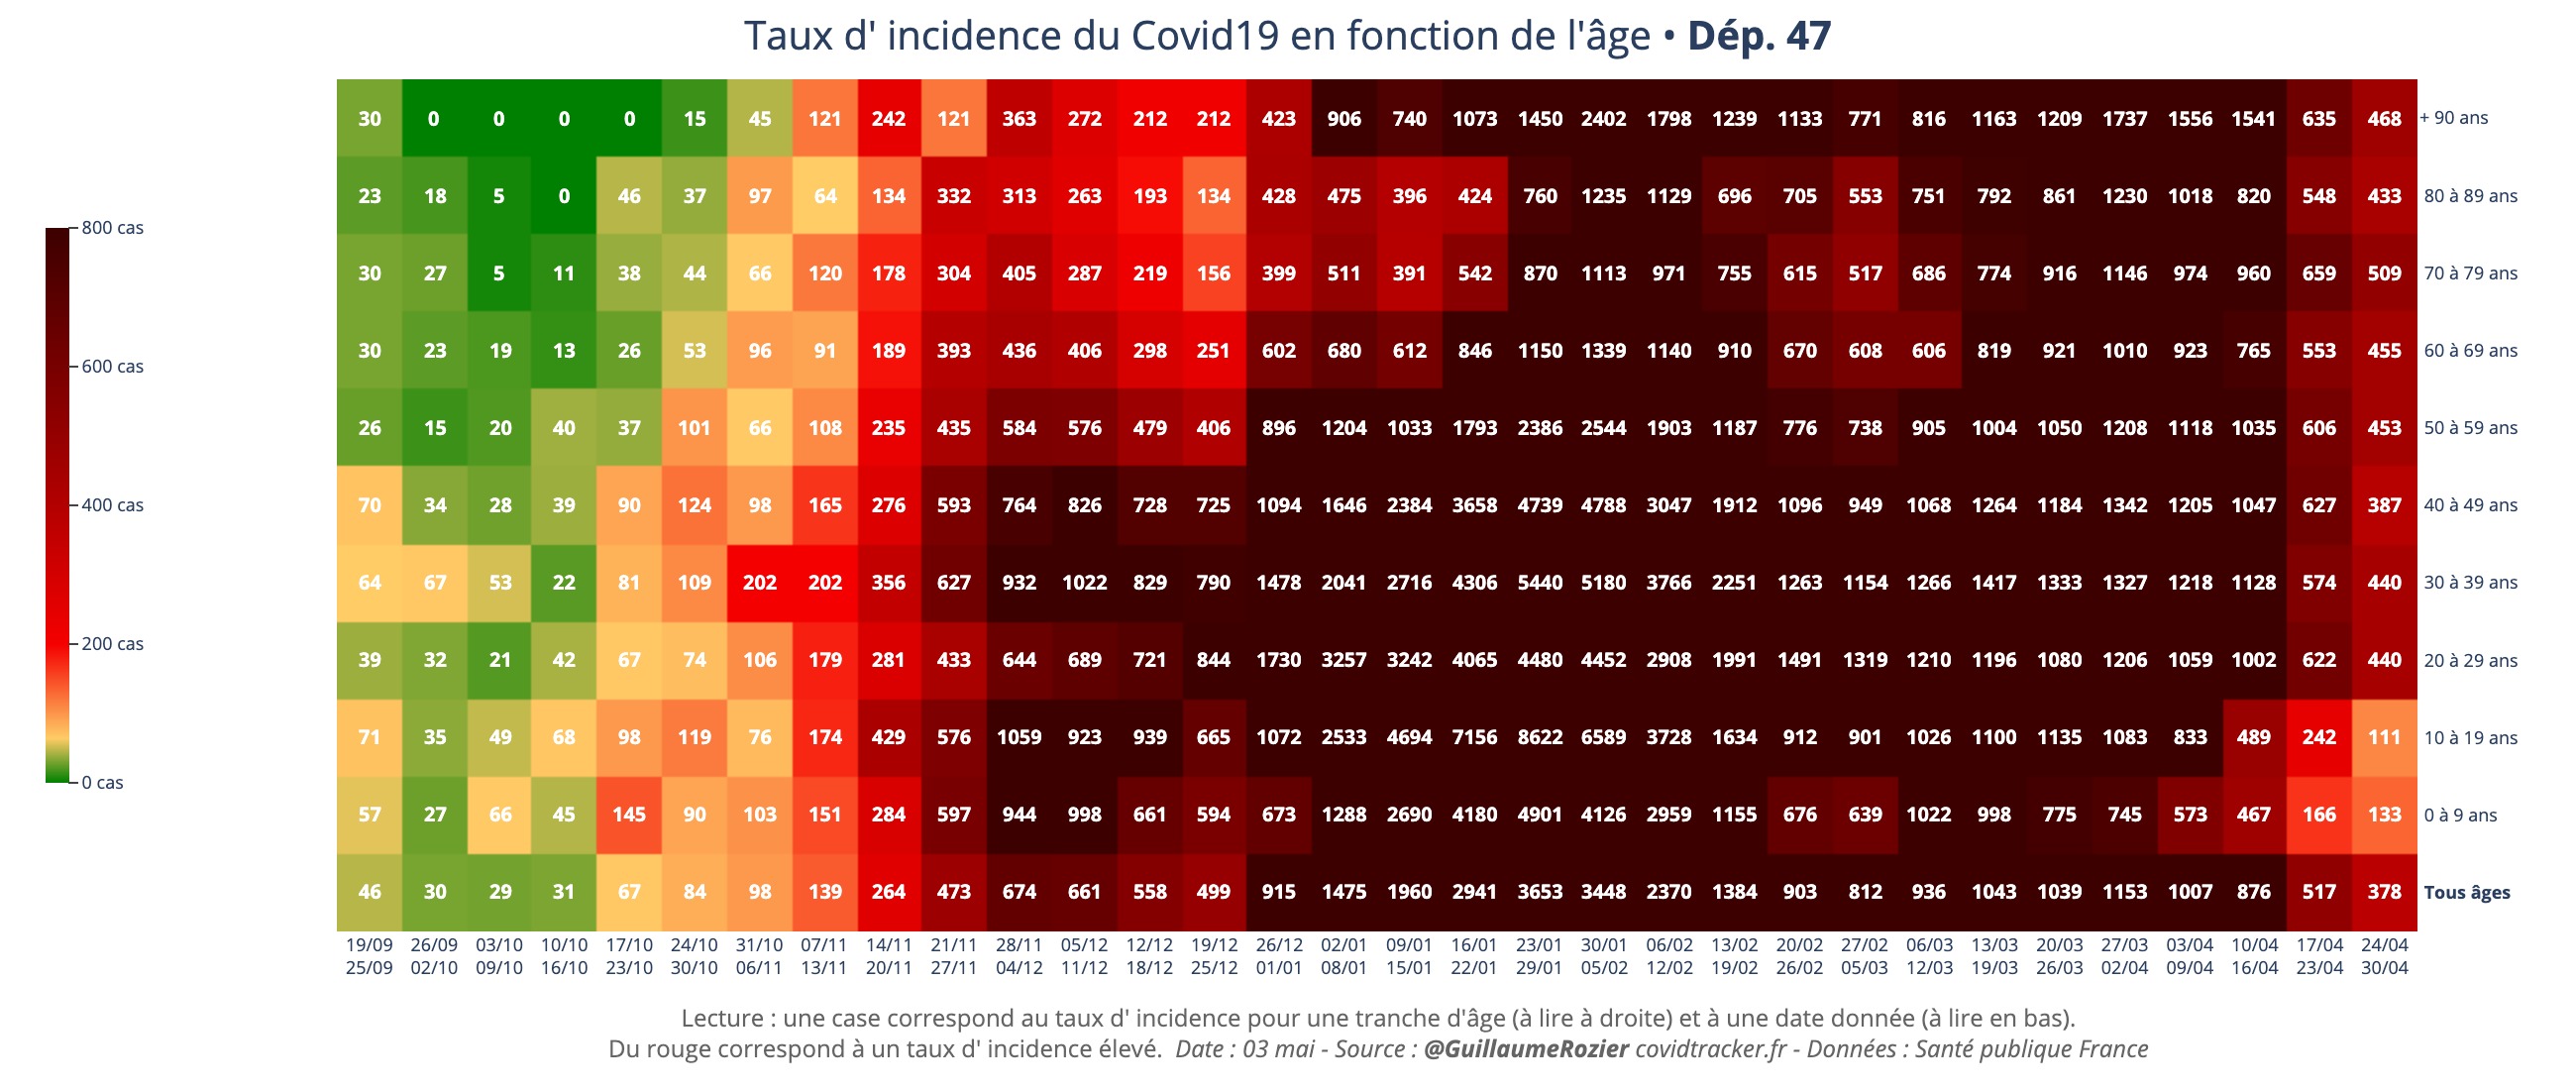 Taux d' incidence du Covid19 en fonction de l'âge • Dép. 47
30 0 0 0 0 15 45 121 242 121 363 272 212 212 423 906 740 1073 1450 2402 1798 1239 1133 771 816 1163 1209 1737 1556 1541 635 468 + 90 ans
23 18 5 0 46 37 97 64 134 332 313 263 193 134 428 475 396 424 760 1235 1129 696 705 553 751 792 861 1230 1018 820 548 433 80 à 89 ans
800 cas
30 27 5 11 38 44 66 120 178 304 405 287 219 156 399 511 391 542 870 1113 971 755 615 517 686 774 916 1146 974 960 659 509 70 à 79 ans
30 23 19 13 26 53 96 91 189 393 436 406 298 251 602 680 612 846 1150 1339 1140 910 670 608 606 819 921 1010 923 765 553 455 60 à 69 ans
600 cas
26 15 20 40 37 101 66 108 235 435 584 576 479 406 896 1204 1033 1793 2386 2544 1903 1187 776 738 905 1004 1050 1208 1118 1035 606 453 50 à 59 ans
400 cas
70 34 28 39 90 124 98 165 276 593 764 826 728 725 1094 1646 2384 3658 4739 4788 3047 1912 1096 949 1068 1264 1184 1342 1205 1047 627 387 40 à 49 ans
64 67 53 22 81 109 202 202 356 627 932 1022 829 790 1478 2041 2716 4306 5440 5180 3766 2251 1263 1154 1266 1417 1333 1327 1218 1128 574 440 30 à 39 ans
200 cas
39 32 21 42 67 74 106 179 281 433 644 689 721 844 1730 3257 3242 4065 4480 4452 2908 1991 1491 1319 1210 1196 1080 1206 1059 1002 622 440 20 à 29 ans
71 35 49 68 98 119 76 174 429 576 1059 923 939 665 1072 2533 4694 7156 8622 6589 3728 1634 912 901 1026 1100 1135 1083 833 489 242 111 10 à 19 ans
0 cas
57 27 66 45 145 90 103 151 284 597 944 998 661 594 673 1288 2690 4180 4901 4126 2959 1155 676 639 1022 998 775 745 573 467 166 133 0 à 9 ans
46 30 29 31 67 84 98 139 264 473 674 661 558 499 915 1475 1960 2941 3653 3448 2370 1384 903 812 936 1043 1039 1153 1007 876 517 378 Tous âges
19/09 26/09 03/10 10/10 17/10 24/10 31/10 07/11 14/11 21/11 28/11 05/12 12/12 19/12 26/12 02/01 09/01 16/01 23/01 30/01 06/02 13/02 20/02 27/02 06/03 13/03 20/03 27/03 03/04 10/04 17/04 24/04
25/09 02/10 09/10 16/10 23/10 30/10 06/11 13/11 20/11 27/11 04/12 11/12 18/12 25/12 01/01 08/01 15/01 22/01 29/01 05/02 12/02 19/02 26/02 05/03 12/03 19/03 26/03 02/04 09/04 16/04 23/04 30/04
Lecture : une case correspond au taux d' incidence pour une tranche d'âge (à lire à droite) et à une date donnée (à lire en bas).
Du rouge correspond à un taux d' incidence élevé. Date : 03 mai - Source : @GuillaumeRozier covidtracker.fr - Données : Santé publique France